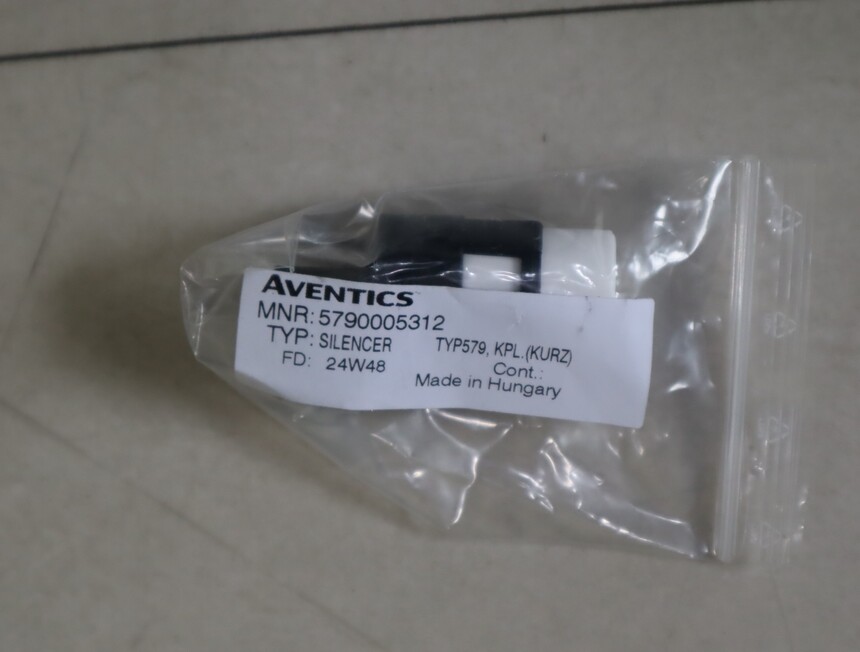 AVENTICS
MNR: 5790005312
TYP: SILENCER TYP579, KPL.(KURZ)
FD: 24W48 Cont.:
Made in Hungary